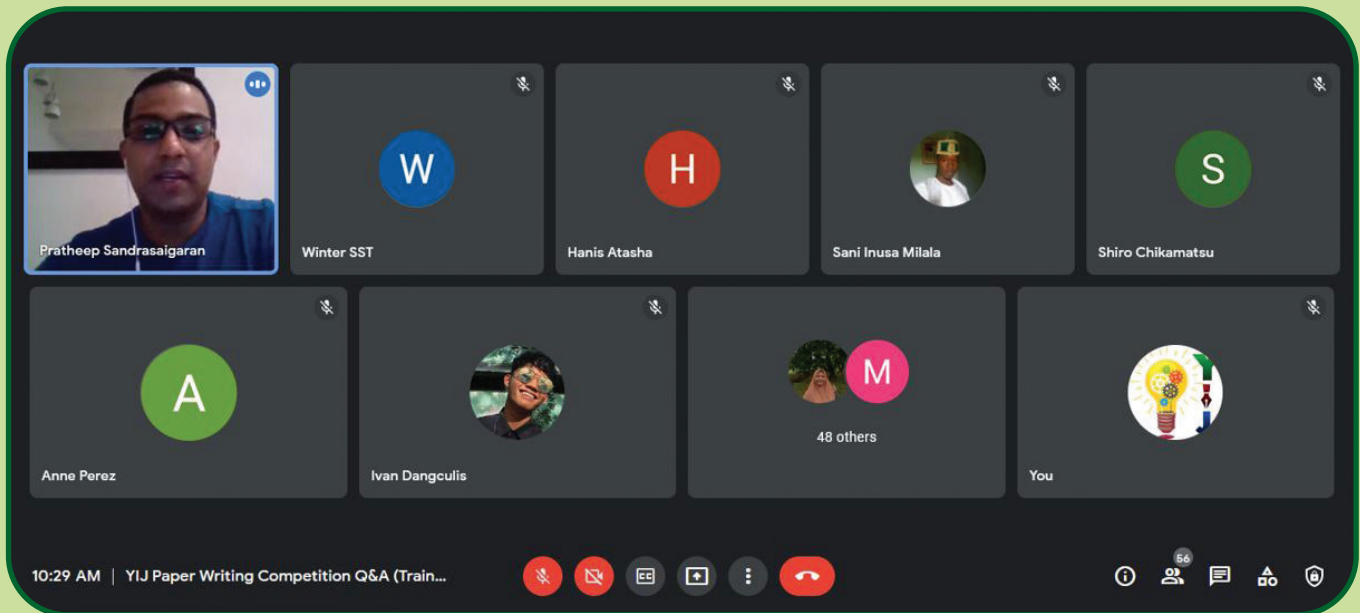 Pratheep Sandrasaigaran
W
Winter SST
H
Hanis Atasha
Sani Inusa Milala
S
Shiro Chikamatsu
A
Anne Perez
Ivan Dangculis
M
48 others
Y
I
J
You
10:29 AM | YIJ Paper Writing Competition Q&A (Train...
CC
56